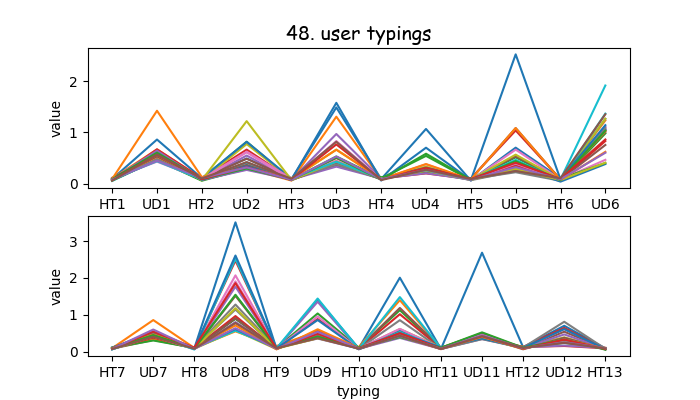 48. user typings
value
2
1
0
HT1 UD1 HT2 UD2 HT3 UD3 HT4 UD4 HT5 UD5 HT6 UD6
value
3
2
1
0
HT7 UD7 HT8 UD8 HT9 UD9 HT10 UD10 HT11 UD11 HT12 UD12 HT13
typing